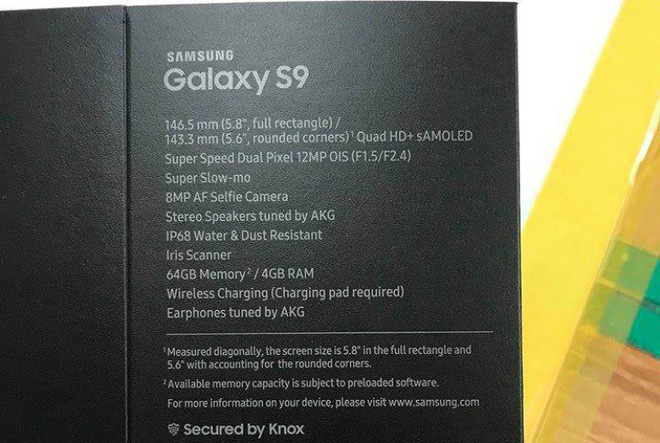 SAMSUNG
Galaxy S9
146.5 mm (5.8", full rectangle) /
143.3 mm (5.6", rounded corners)¹ Quad HD+ sAMOLED
Super Speed Dual Pixel 12MP OIS (F1.5/F2.4)
Super Slow-mo
8MP AF Selfie Camera
Stereo Speakers tuned by AKG
IP68 Water & Dust Resistant
Iris Scanner
64GB Memory² / 4GB RAM
Wireless Charging (Charging pad required)
Earphones tuned by AKG
¹Measured diagonally, the screen size is 5.8" in the full rectangle and
5.6" with accounting for the rounded corners.
²Available memory capacity is subject to preloaded software.
For more information on your device, please visit www.samsung.com
Secured by Knox